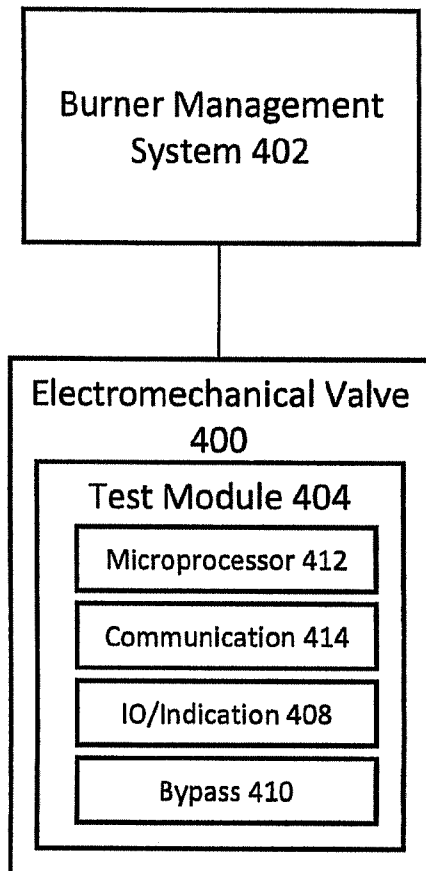 Burner Management
System 402
Electromechanical Valve
400
Test Module 404
Microprocessor 412
Communication 414
IO/Indication 408
Bypass 410